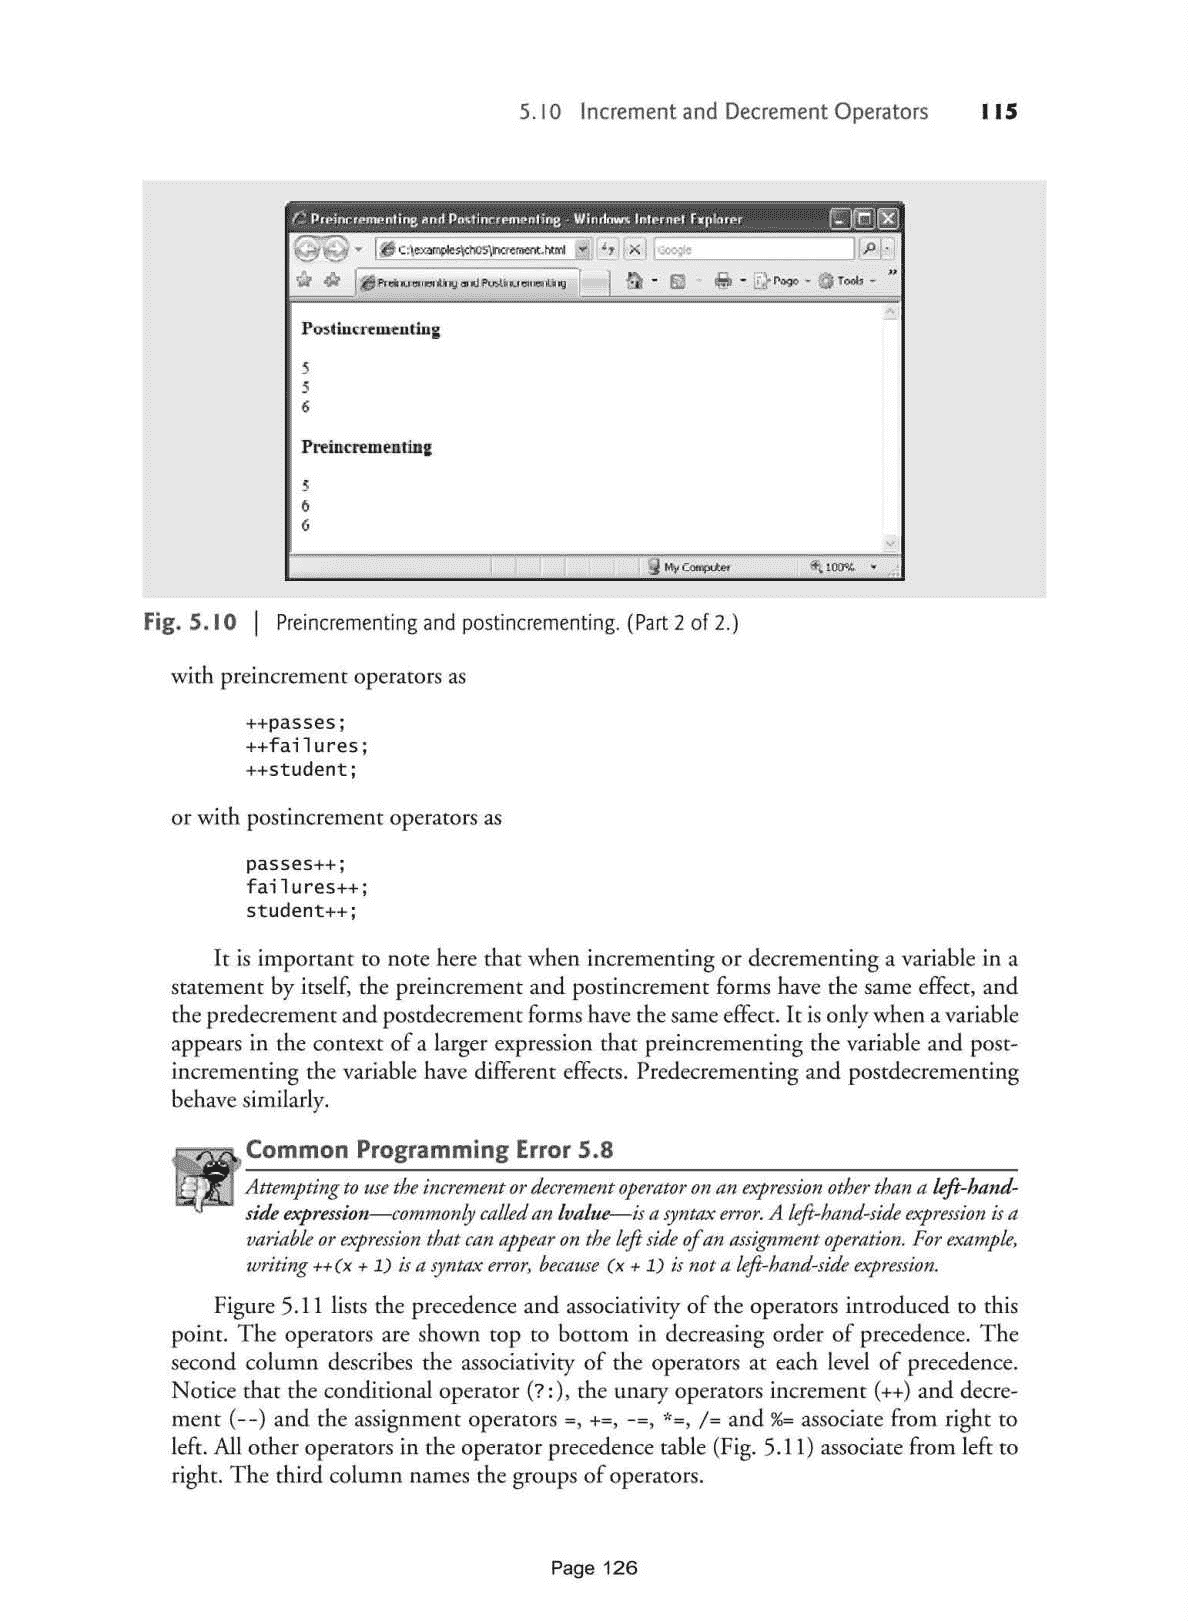 5.10 Increment and Decrement Operators 115
Preincrementing and Postincrementing - Windows Internet Explorer
C:\examples\ch05\increment.html
Google
Preincrementing and Postincrementing
Page
Tools
»
Postincrementing
5
5
6
Preincrementing
5
6
6
My Computer
100%
Fig. 5.10 | Preincrementing and postincrementing. (Part 2 of 2.)
with preincrement operators as
++passes;
++failures;
++student;
or with postincrement operators as
passes++;
failures++;
student++;
It is important to note here that when incrementing or decrementing a variable in a
statement by itself, the preincrement and postincrement forms have the same effect, and
the predecrement and postdecrement forms have the same effect. It is only when a variable
appears in the context of a larger expression that preincrementing the variable and post-
incrementing the variable have different effects. Predecrementing and postdecrementing
behave similarly.
Common Programming Error 5.8
Attempting to use the increment or decrement operator on an expression other than a left-hand-
side expression—commonly called an lvalue—is a syntax error. A left-hand-side expression is a
variable or expression that can appear on the left side of an assignment operation. For example,
writing ++(x + 1) is a syntax error, because (x + 1) is not a left-hand-side expression.
Figure 5.11 lists the precedence and associativity of the operators introduced to this
point. The operators are shown top to bottom in decreasing order of precedence. The
second column describes the associativity of the operators at each level of precedence.
Notice that the conditional operator (?:), the unary operators increment (++) and decre-
ment (--) and the assignment operators =, +=, -=, *=, /= and %= associate from right to
left. All other operators in the operator precedence table (Fig. 5.11) associate from left to
right. The third column names the groups of operators.
Page 126